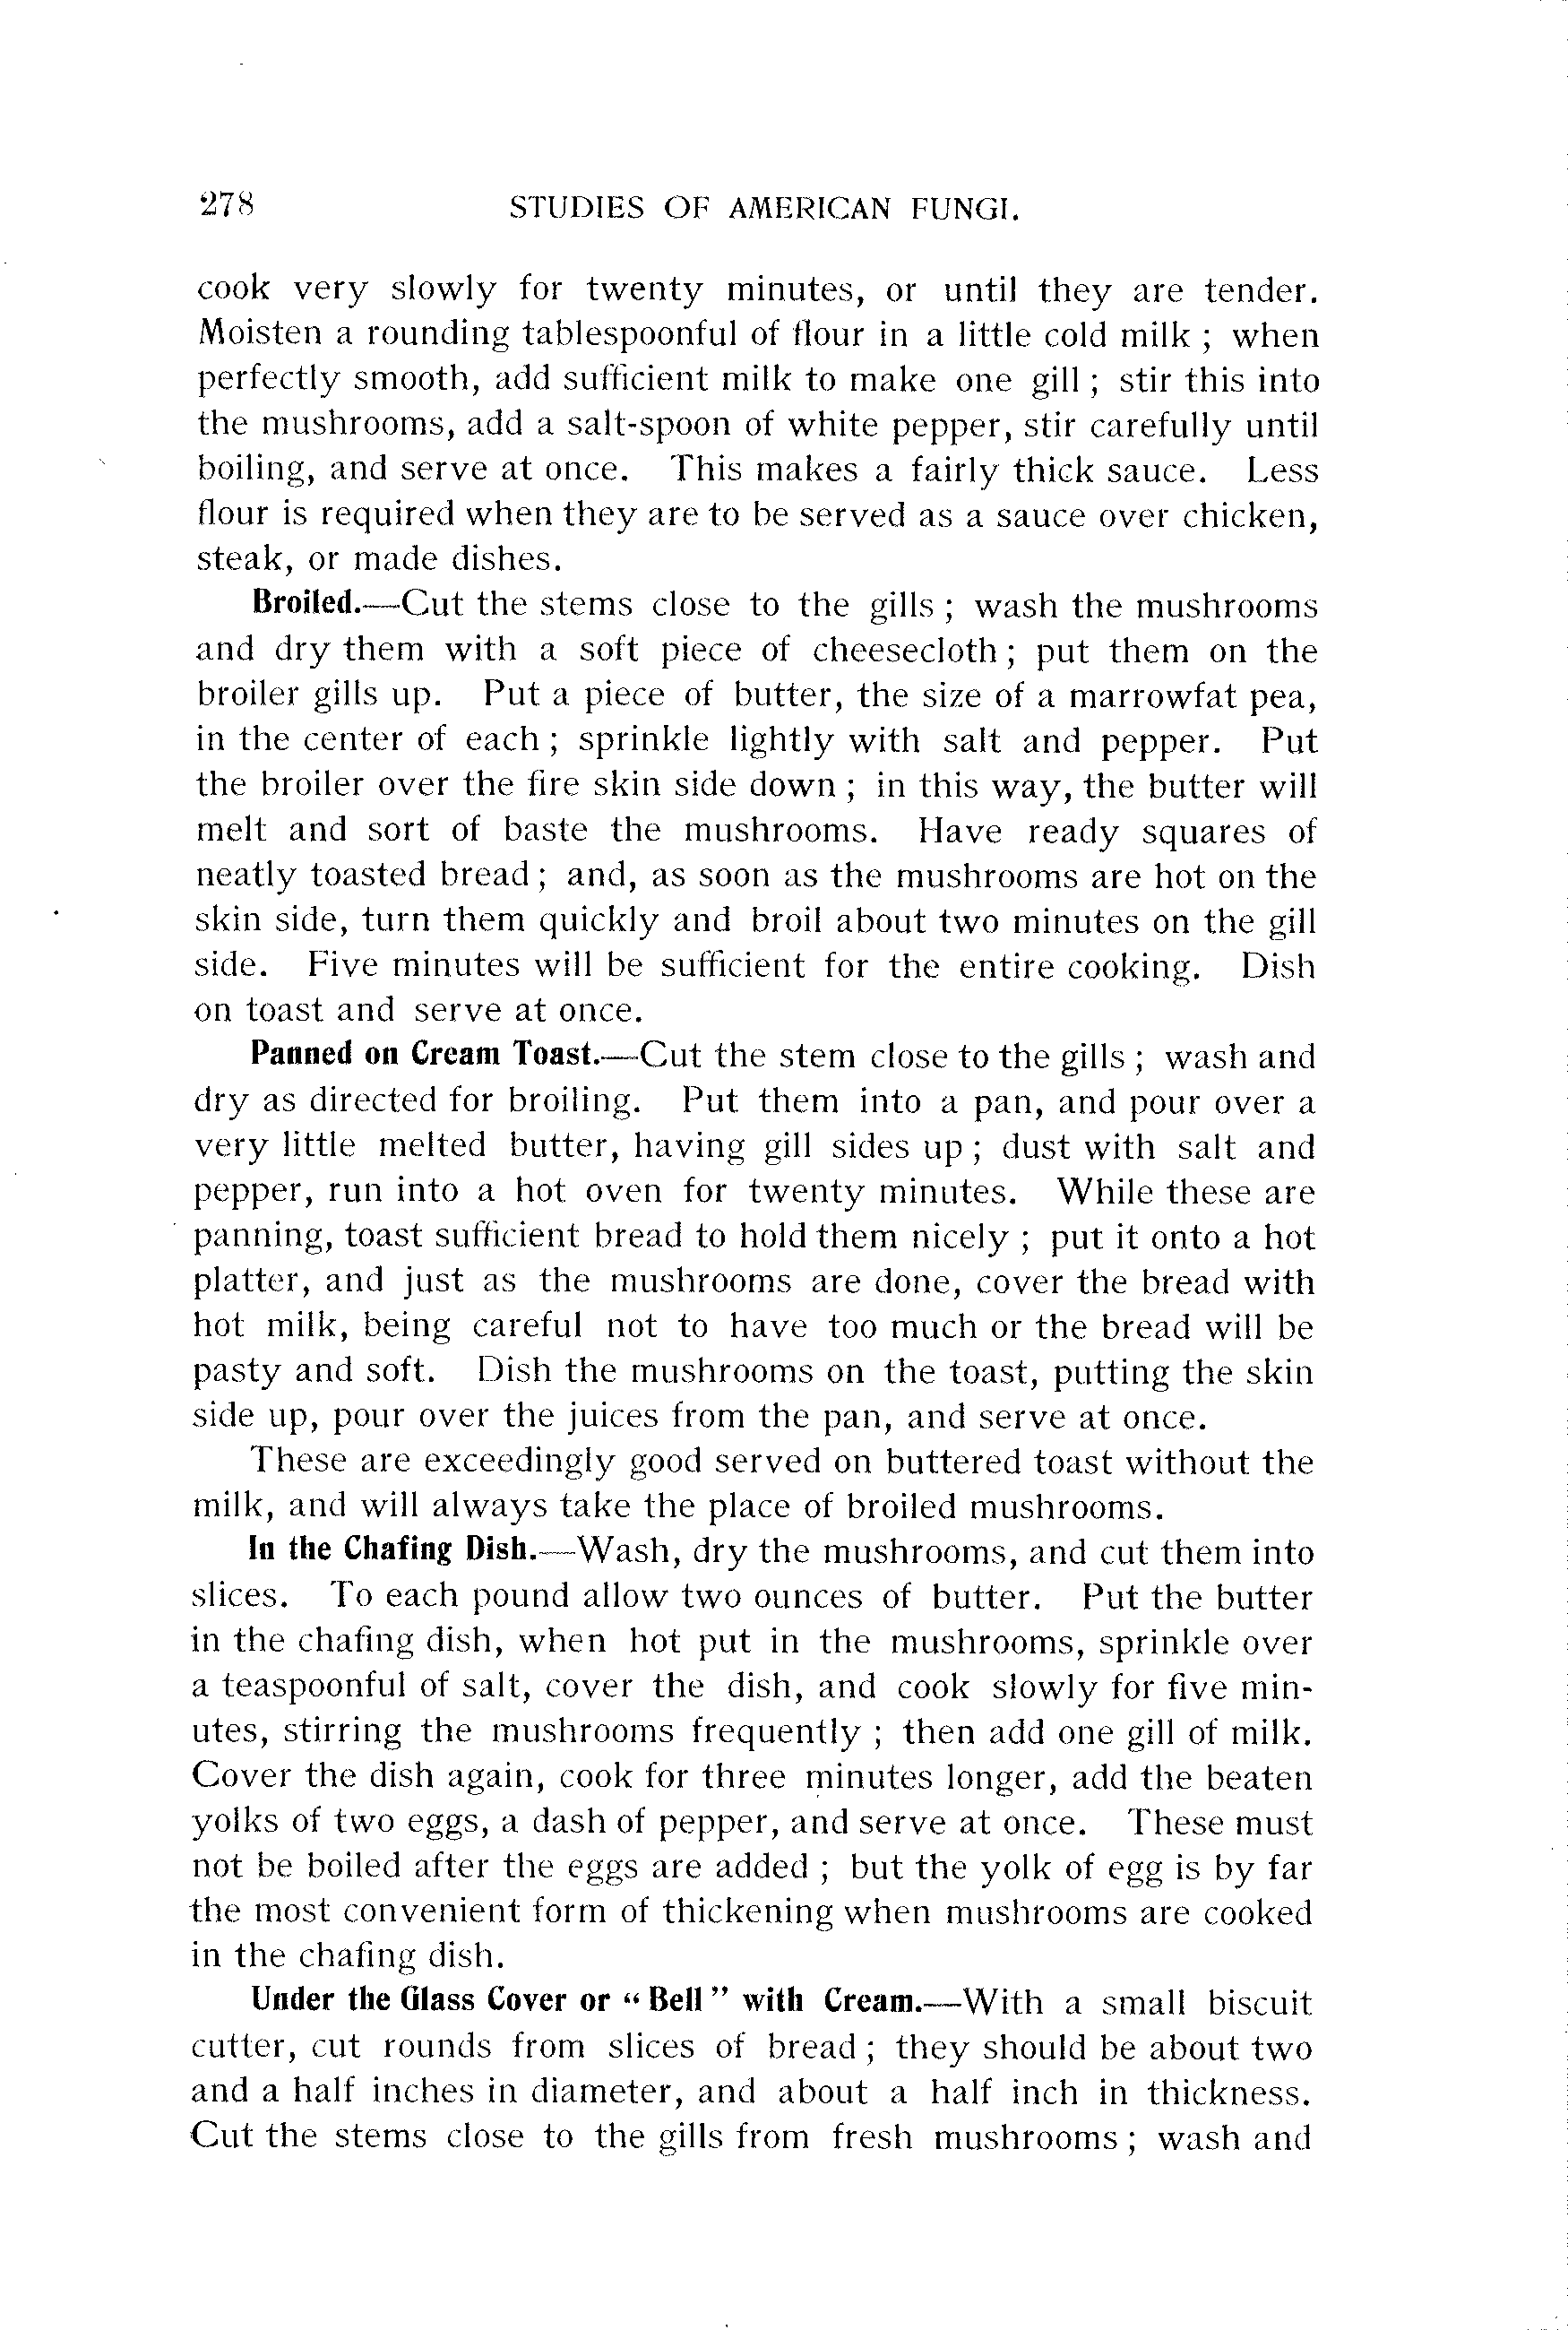 278 STUDIES OF AMERICAN FUNGI.
cook very slowly for twenty minutes, or until they are tender.
Moisten a rounding tablespoonful of flour in a little cold milk ; when
perfectly smooth, add sufficient milk to make one gill ; stir this into
the mushrooms, add a salt-spoon of white pepper, stir carefully until
boiling, and serve at once. This makes a fairly thick sauce. Less
flour is required when they are to be served as a sauce over chicken,
steak, or made dishes.
Broiled.—Cut the stems close to the gills ; wash the mushrooms
and dry them with a soft piece of cheesecloth ; put them on the
broiler gills up. Put a piece of butter, the size of a marrowfat pea,
in the center of each ; sprinkle lightly with salt and pepper. Put
the broiler over the fire skin side down ; in this way, the butter will
melt and sort of baste the mushrooms. Have ready squares of
neatly toasted bread ; and, as soon as the mushrooms are hot on the
skin side, turn them quickly and broil about two minutes on the gill
side. Five minutes will be sufficient for the entire cooking. Dish
on toast and serve at once.
Panned on Cream Toast.—Cut the stem close to the gills ; wash and
dry as directed for broiling. Put them into a pan, and pour over a
very little melted butter, having gill sides up ; dust with salt and
pepper, run into a hot oven for twenty minutes. While these are
panning, toast sufficient bread to hold them nicely ; put it onto a hot
platter, and just as the mushrooms are done, cover the bread with
hot milk, being careful not to have too much or the bread will be
pasty and soft. Dish the mushrooms on the toast, putting the skin
side up, pour over the juices from the pan, and serve at once.
These are exceedingly good served on buttered toast without the
milk, and will always take the place of broiled mushrooms.
In the Chafing Dish.—Wash, dry the mushrooms, and cut them into
slices. To each pound allow two ounces of butter. Put the butter
in the chafing dish, when hot put in the mushrooms, sprinkle over
a teaspoonful of salt, cover the dish, and cook slowly for five min-
utes, stirring the mushrooms frequently ; then add one gill of milk.
Cover the dish again, cook for three minutes longer, add the beaten
yolks of two eggs, a dash of pepper, and serve at once. These must
not be boiled after the eggs are added ; but the yolk of egg is by far
the most convenient form of thickening when mushrooms are cooked
in the chafing dish.
Under the Glass Cover or “ Bell ” with Cream.—With a small biscuit
cutter, cut rounds from slices of bread ; they should be about two
and a half inches in diameter, and about a half inch in thickness.
Cut the stems close to the gills from fresh mushrooms ; wash and